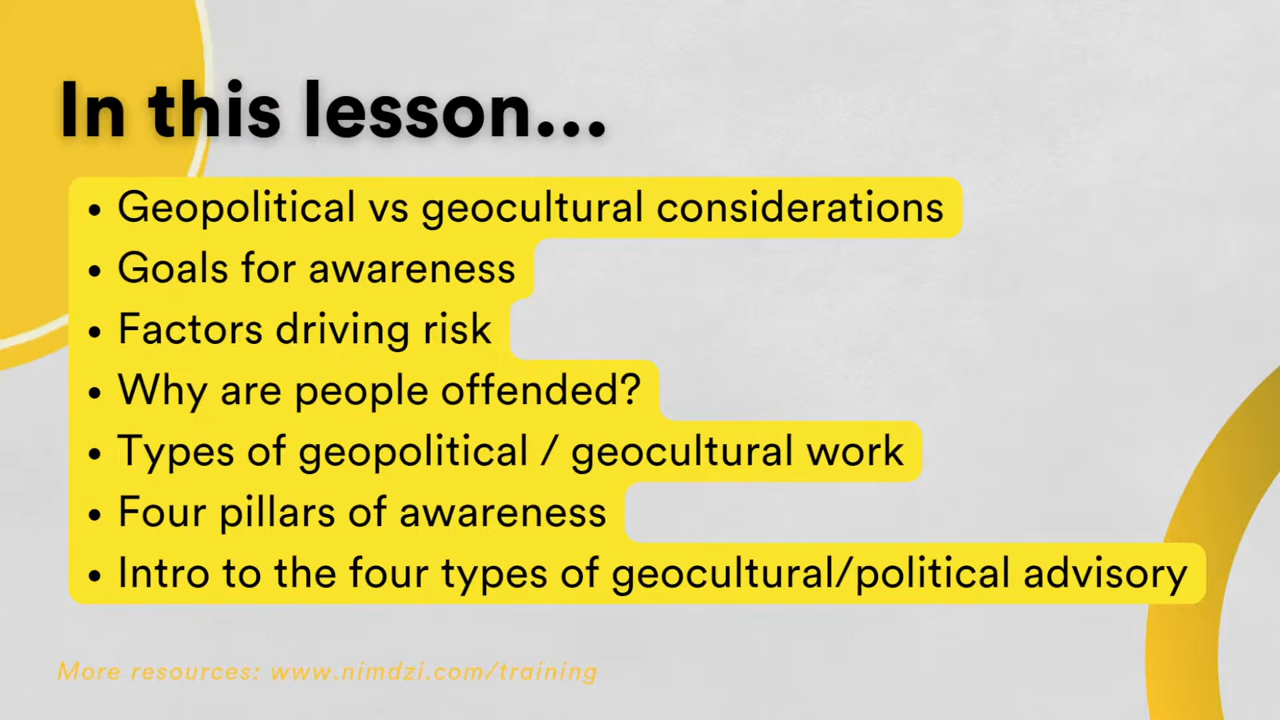 In this lesson...
• Geopolitical vs geocultural considerations
• Goals for awareness
• Factors driving risk
• Why are people offended?
• Types of geopolitical / geocultural work
• Four pillars of awareness
• Intro to the four types of geocultural/political advisory
More resources: www.nimdzi.com/training